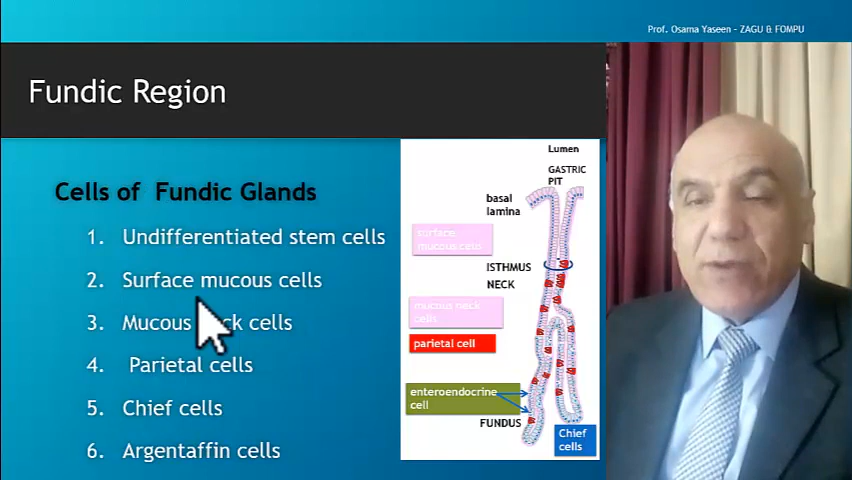 Prof. Osama Yaseen - ZAGU & FOMPU
Fundic Region
Cells of Fundic Glands
1. Undifferentiated stem cells
2. Surface mucous cells
3. Mucous cells
4. Parietal cells
5. Chief cells
6. Argentaffin cells
Lumen
GASTRIC
PIT
basal
lamina
surface
mucous cells
ISTHMUS
NECK
mucous neck
cells
parietal cell
enteroendocrine
cell
FUNDUS
Chief
cells